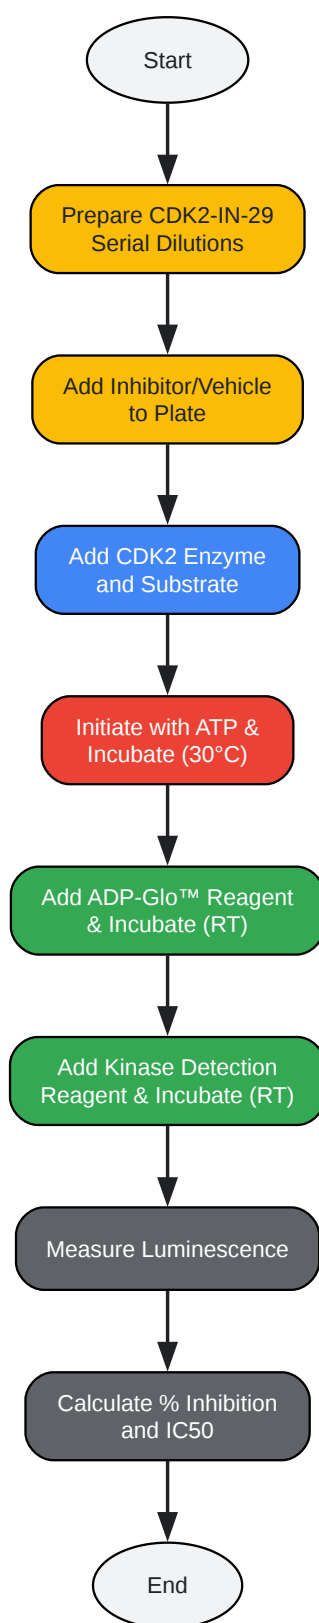 Start
Prepare CDK2-IN-29
Serial Dilutions
Add Inhibitor/Vehicle
to Plate
Add CDK2 Enzyme
and Substrate
Initiate with ATP &
Incubate (30°C)
Add ADP-Glo™ Reagent
& Incubate (RT)
Add Kinase Detection
Reagent & Incubate (RT)
Measure Luminescence
Calculate % Inhibition
and IC50
End